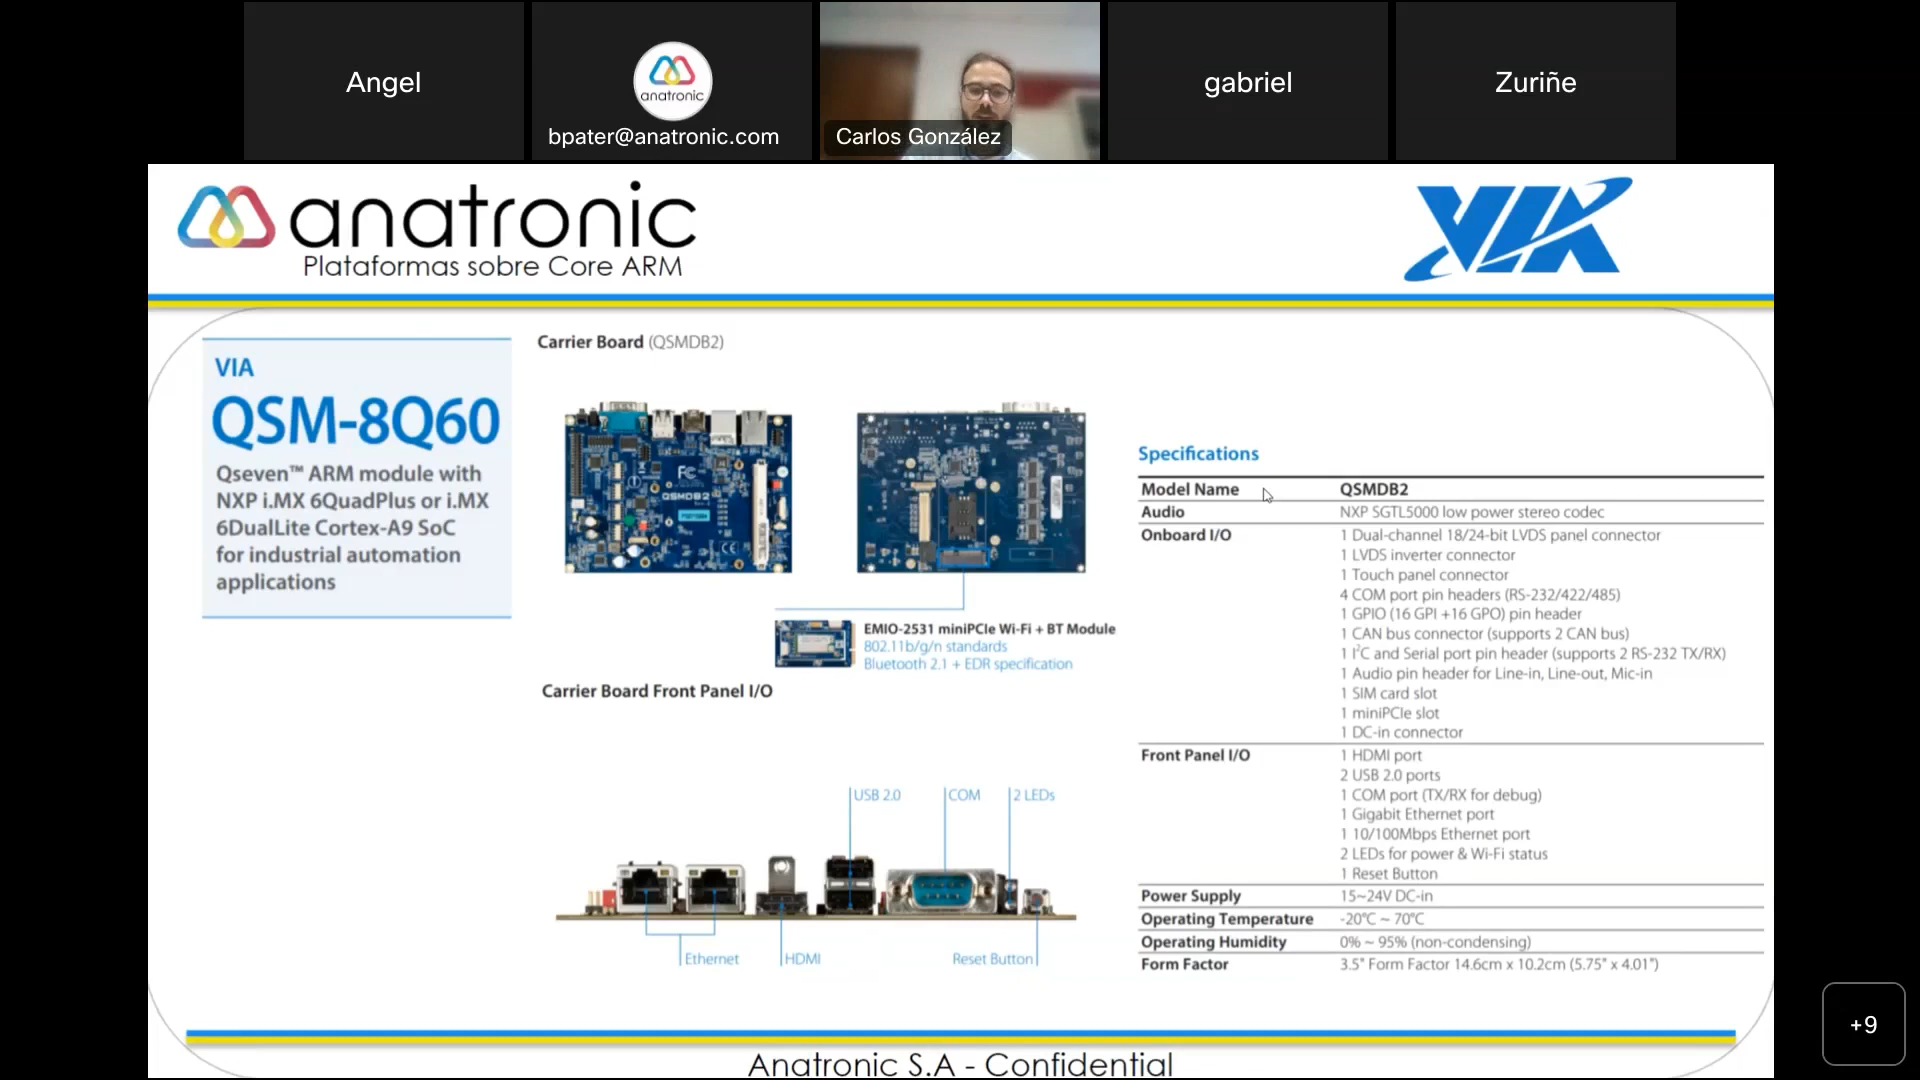 Angel
anatronic
bpater@anatronic.com
Carlos González
gabriel
Zuriñe
anatronic
Plataformas sobre Core ARM
VIA
VIA
QSM-8Q60
Qseven™ ARM module with
NXP i.MX 6QuadPlus or i.MX
6DualLite Cortex-A9 SoC
for industrial automation
applications
Carrier Board (QSMDB2)
FC
QSMDB2
EMIO-2531 miniPCIe Wi-Fi + BT Module
802.11b/g/n standards
Bluetooth 2.1 + EDR specification
Carrier Board Front Panel I/O
USB 2.0
COM
2 LEDs
Ethernet
HDMI
Reset Button
Specifications
Model Name QSMDB2
Audio NXP SGTL5000 low power stereo codec
Onboard I/O 1 Dual-channel 18/24-bit LVDS panel connector
1 LVDS inverter connector
1 Touch panel connector
4 COM port pin headers (RS-232/422/485)
1 GPIO (16 GPI +16 GPO) pin header
1 CAN bus connector (supports 2 CAN bus)
1 I²C and Serial port pin header (supports 2 RS-232 TX/RX)
1 Audio pin header for Line-in, Line-out, Mic-in
1 SIM card slot
1 miniPCIe slot
1 DC-in connector
Front Panel I/O 1 HDMI port
2 USB 2.0 ports
1 COM port (TX/RX for debug)
1 Gigabit Ethernet port
1 10/100Mbps Ethernet port
2 LEDs for power & Wi-Fi status
1 Reset Button
Power Supply 15~24V DC-in
Operating Temperature -20°C ~ 70°C
Operating Humidity 0% ~ 95% (non-condensing)
Form Factor 3.5" Form Factor 14.6cm x 10.2cm (5.75" x 4.01")
+9
Anatronic S.A - Confidential